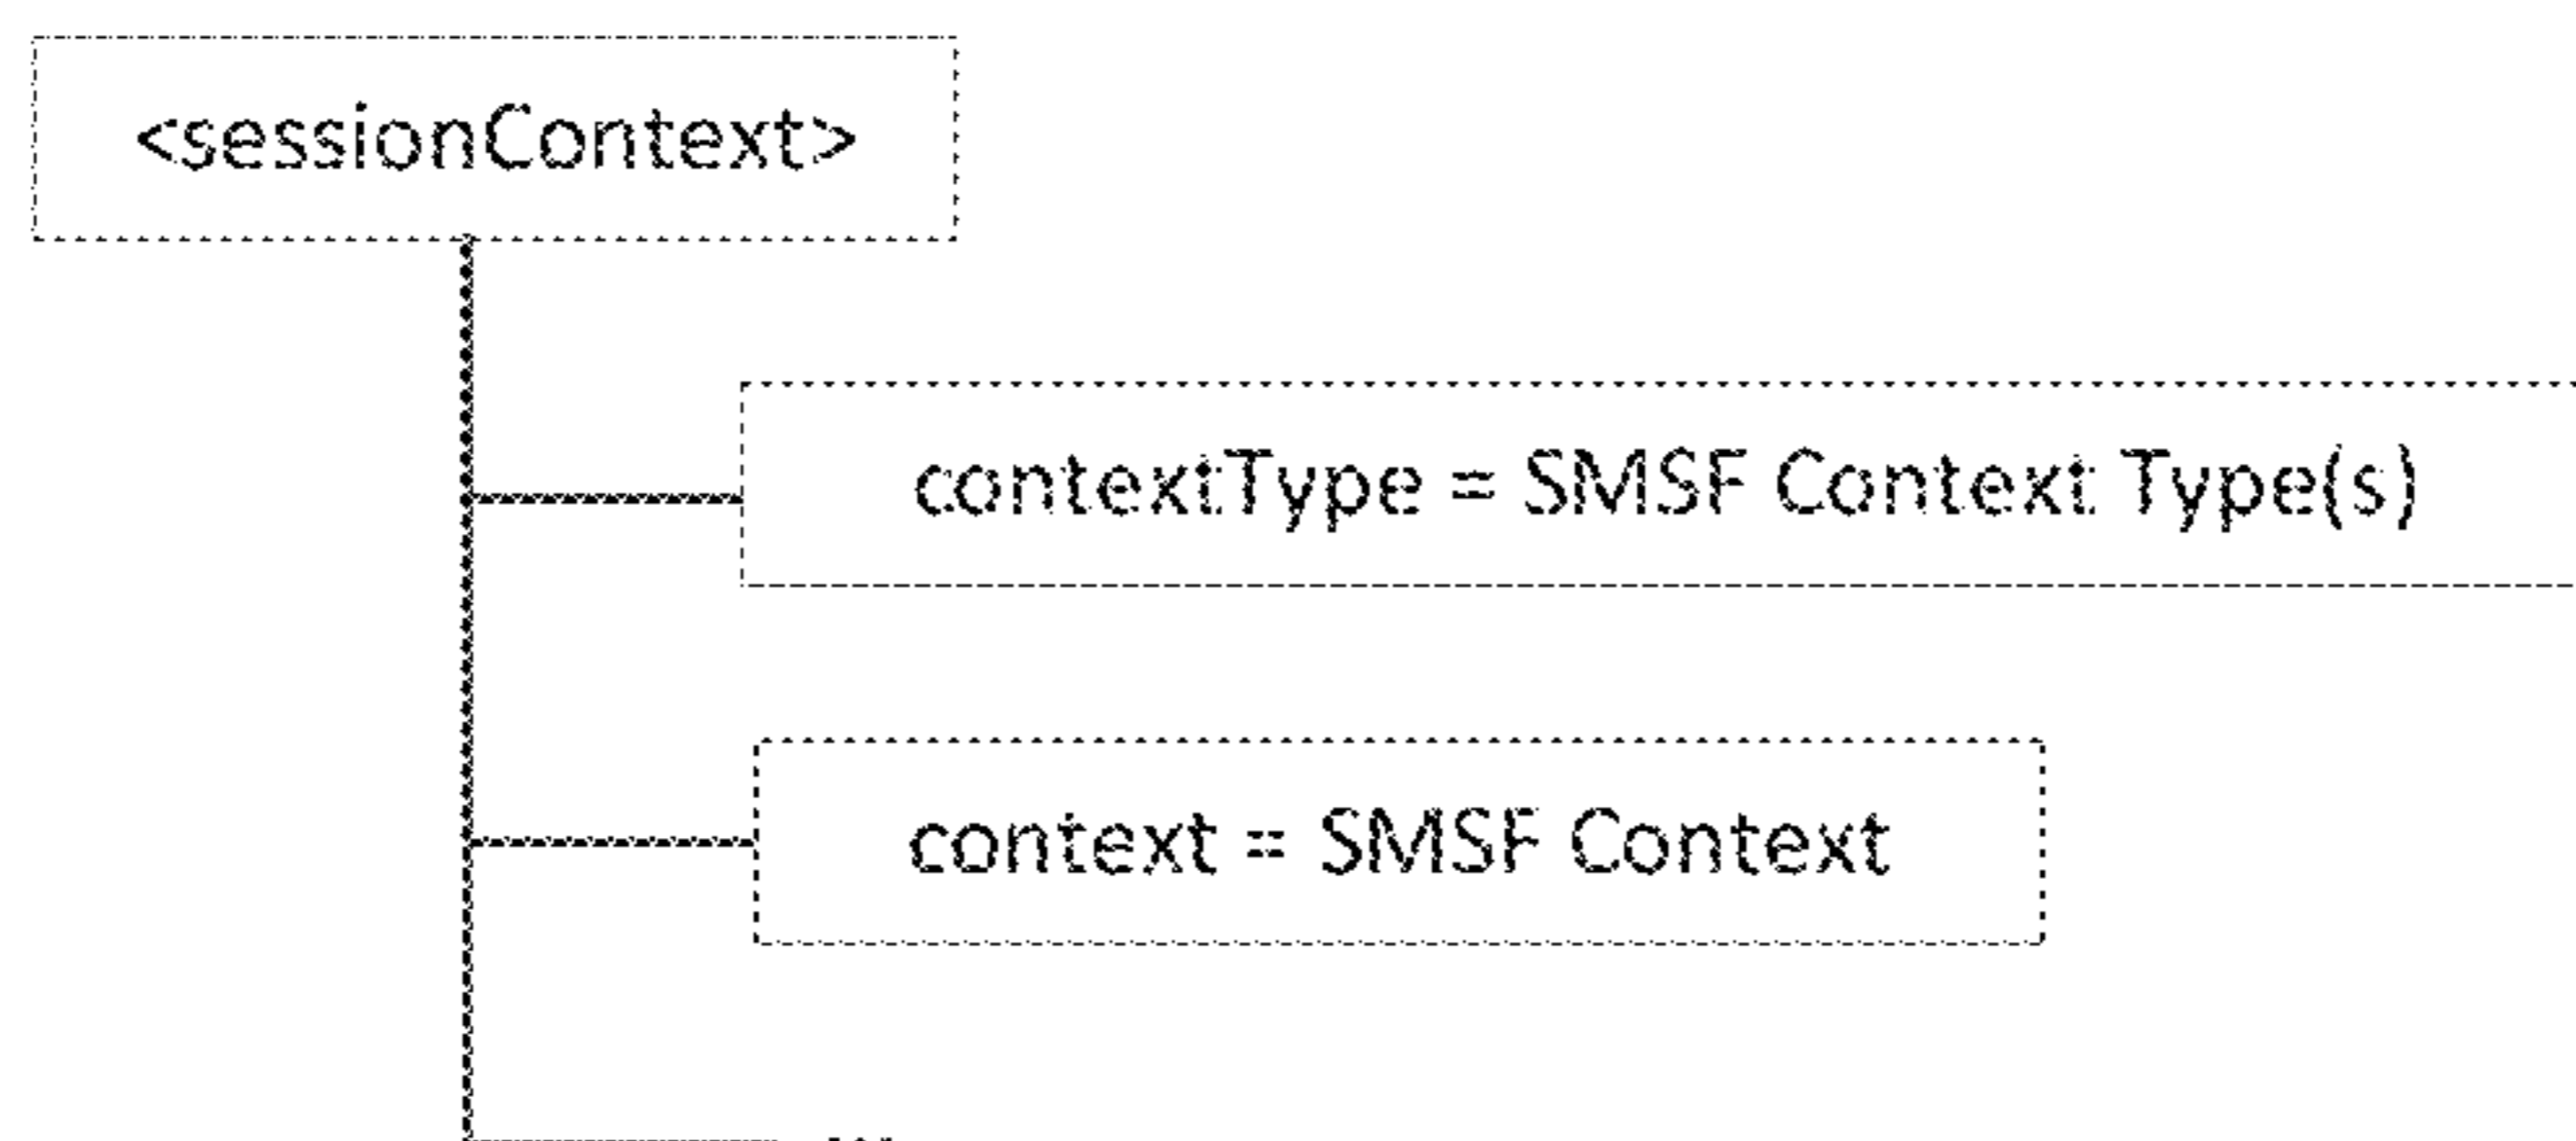 <sessionContext>
contextType = SMSF Context Type(s)
context = SMSF Context